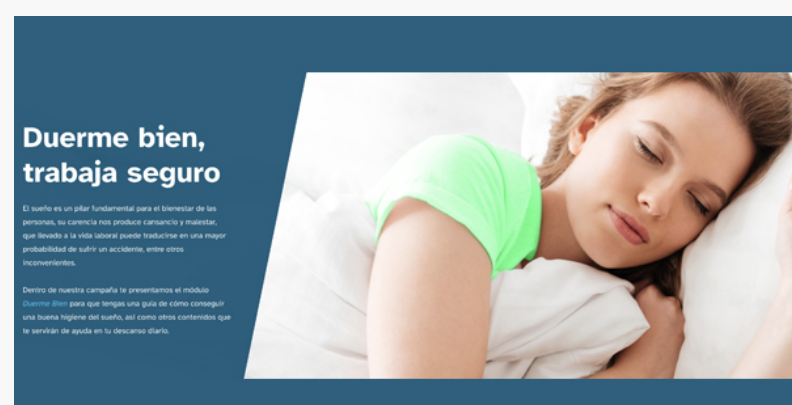 Duerme bien,
trabaja seguro
El sueño es un pilar fundamental para el bienestar de las
personas, su carencia nos produce cansancio y malestar,
que llevado a la vida laboral puede traducirse en una mayor
probabilidad de sufrir un accidente, entre otros
inconvenientes.
Dentro de nuestra campaña te presentamos el módulo
Duerme Bien para que tengas una guía de cómo conseguir
una buena higiene del sueño, así como otros contenidos que
te servirán de ayuda en tu descanso diario.